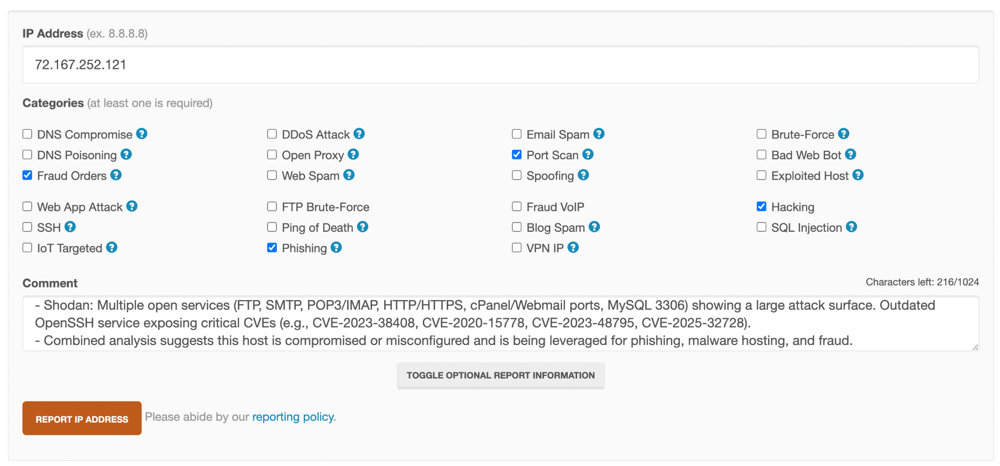 IP Address (ex. 8.8.8.8)
72.167.252.121
Categories (at least one is required)
DNS Compromise ?
DDoS Attack ?
Email Spam ?
Brute-Force ?
DNS Poisoning ?
Open Proxy ?
Port Scan ?
Bad Web Bot ?
Fraud Orders ?
Web Spam ?
Spoofing ?
Exploited Host ?
Web App Attack ?
FTP Brute-Force
Fraud VoIP
Hacking
SSH ?
Ping of Death ?
Blog Spam ?
SQL Injection ?
IoT Targeted ?
Phishing ?
VPN IP ?
Comment
Characters left: 216/1024
- Shodan: Multiple open services (FTP, SMTP, POP3/IMAP, HTTP/HTTPS, cPanel/Webmail ports, MySQL 3306) showing a large attack surface. Outdated
OpenSSH service exposing critical CVEs (e.g., CVE-2023-38408, CVE-2020-15778, CVE-2023-48795, CVE-2025-32728).
- Combined analysis suggests this host is compromised or misconfigured and is being leveraged for phishing, malware hosting, and fraud.
TOGGLE OPTIONAL REPORT INFORMATION
REPORT IP ADDRESS Please abide by our reporting policy.